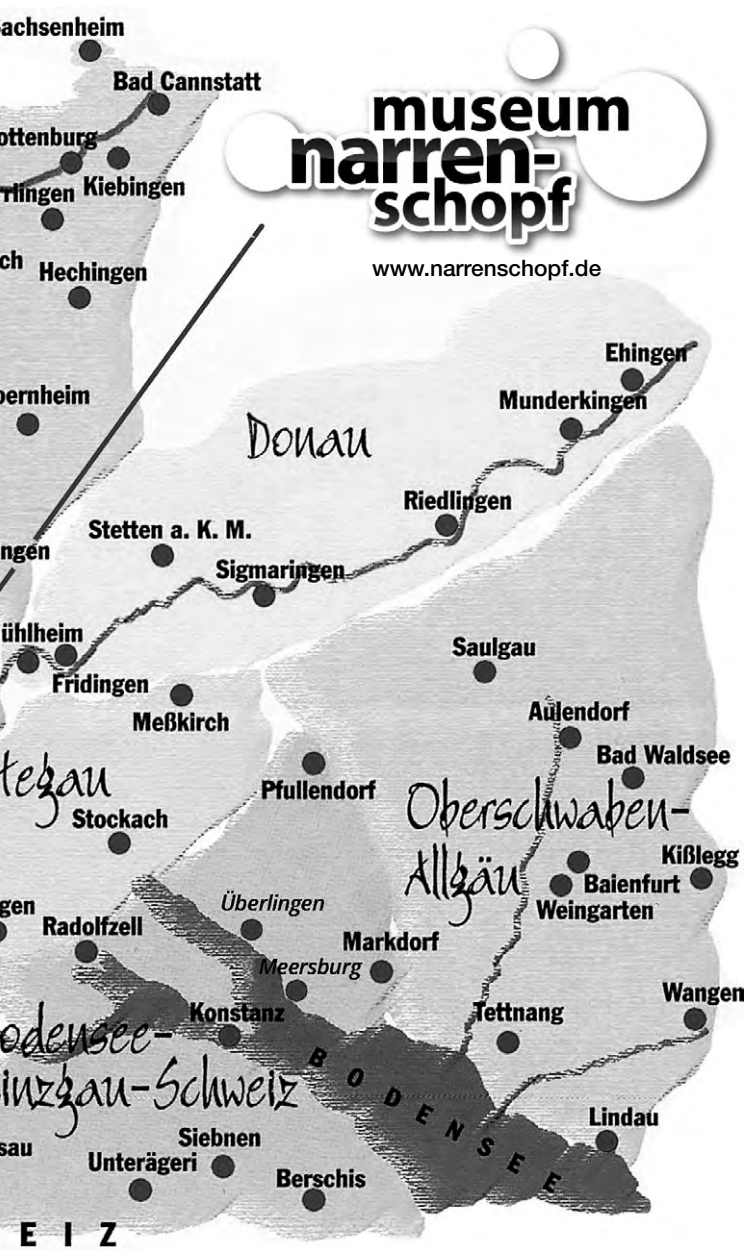 achsenheim
Bad Cannstatt
museum
narren-
schopf
ottenburg
rlingen
Kiebingen
ch
Hechingen
www.narrenschopf.de
Ehingen
bernheim
Munderkingen
Donau
Riedlingen
Stetten a. K. M.
ngen
Sigmaringen
ühlheim
Saulgau
Fridingen
Meßkirch
Aulendorf
Bad Waldsee
tegau
Pfullendorf
Stockach
Oberschwaben-
Allgäu
Kißlegg
Baienfurt
Weingarten
gen
Überlingen
Radolfzell
Markdorf
Meersburg
Wangen
Konstanz
Tettnang
odensee-
inzgau-Schweiz
BODENSEE
Lindau
sau
Siebnen
Unterägeri
Berschis
E I Z